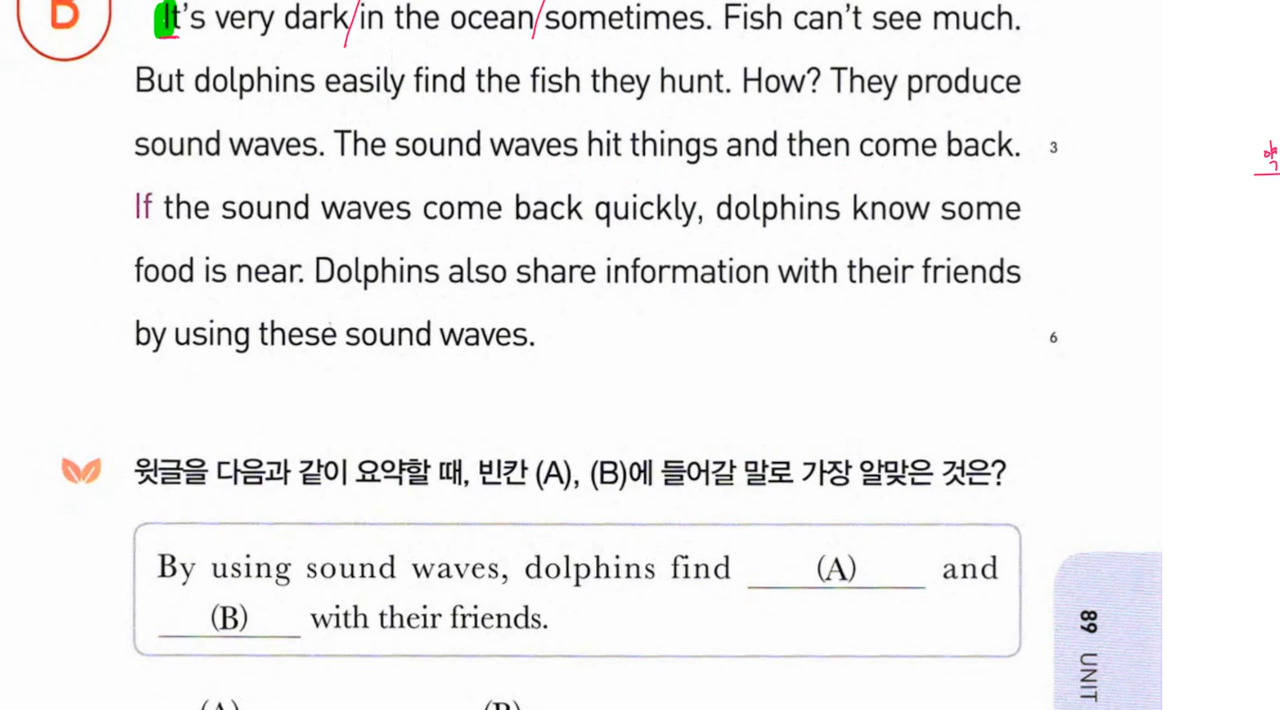 B
It's very dark/in the ocean/sometimes. Fish can't see much.
But dolphins easily find the fish they hunt. How? They produce
sound waves. The sound waves hit things and then come back. 3
If the sound waves come back quickly, dolphins know some
food is near. Dolphins also share information with their friends
by using these sound waves. 6
윗글을 다음과 같이 요약할 때, 빈칸 (A), (B)에 들어갈 말로 가장 알맞은 것은?
By using sound waves, dolphins find (A) and
(B) with their friends.
(A) (B)
89 UNIT